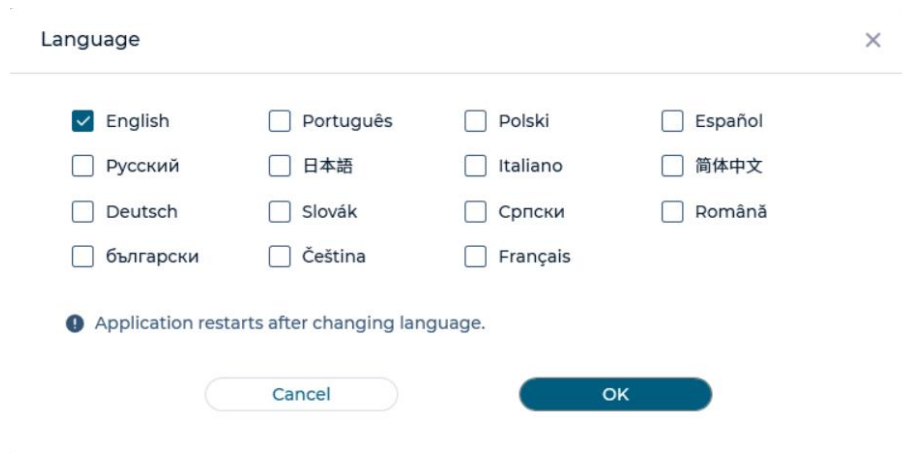 Language
English Português Polski Español
Русский 日本語 Italiano 简体中文
Deutsch Slovák Српски Română
български Čeština Français
Application restarts after changing language.
Cancel OK